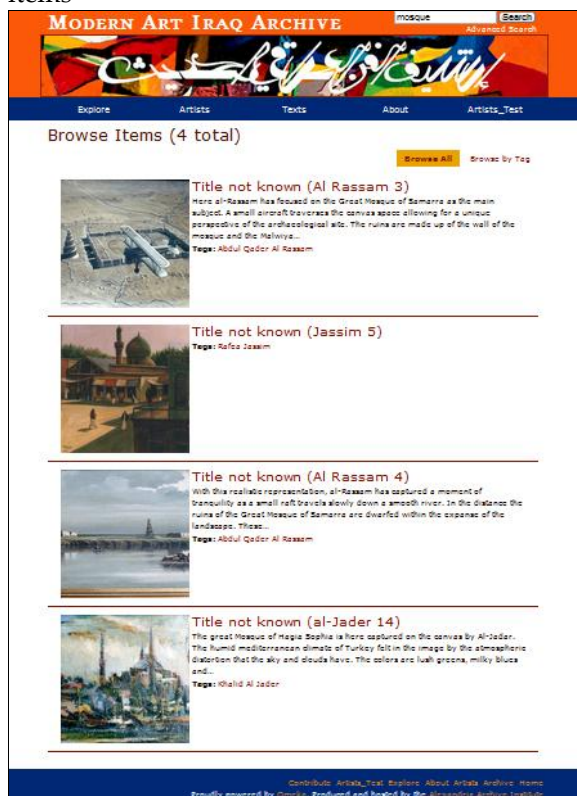 items
MODERN ART IRAQ ARCHIVE
mosque
Search
Advanced Search
Explore Artists Texts About Artists_Test
Browse Items (4 total)
Browse All Browse by Tag
Title not known (Al Rassam 3)
Here al-Rassam has focused on the Great Mosque of Samarra as the main
subject. A small aircraft traverses the canvas space allowing for a unique
perspective of the archaeological site. The ruins are made up of the wall of the
mosque and the Malwiya...
Tags: Abdul Qader Al Rassam
Title not known (Jassim 5)
Tags: Rafea Jassim
Title not known (Al Rassam 4)
With this realistic representation, al-Rassam has captured a moment of
tranquility as a small raft travels slowly down a smooth river. In the distance the
ruins of the Great Mosque of Samarra are dwarfed within the expanse of the
landscape. These...
Tags: Abdul Qader Al Rassam
Title not known (al-Jader 14)
The great Mosque of Hagia Sophia is here captured on the canvas by Al-Jadar.
The humid mediterranean climate of Turkey felt in the image by the atmospheric
distortion that the sky and clouds have. The colors are lush greens, milky blues
and...
Tags: Khalid Al Jader
Contribute Artists_Test Explore About Artists Archive Home
Proudly powered by Omeka. Produced and hosted by the Alexandria Archive Institute